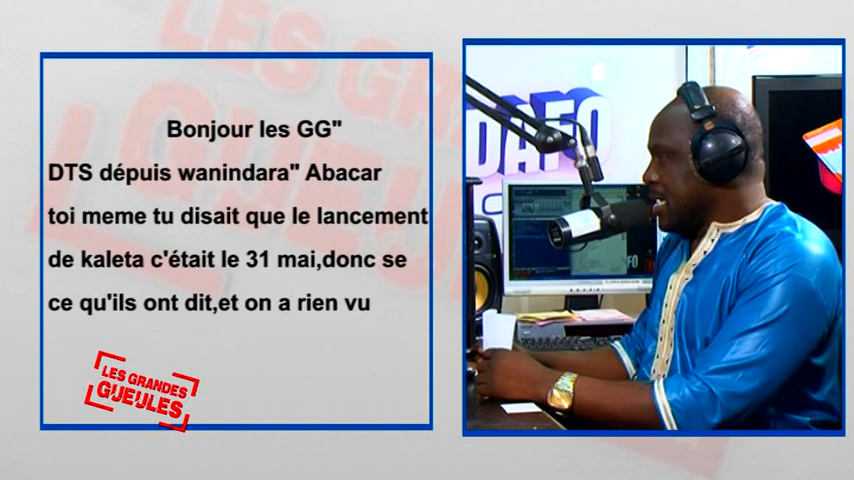 Bonjour les GG"
DTS dépuis wanindara" Abacar
toi meme tu disait que le lancement
de kaleta c'était le 31 mai,donc se
ce qu'ils ont dit,et on a rien vu
LES GRANDES
GUEULES
DAFO